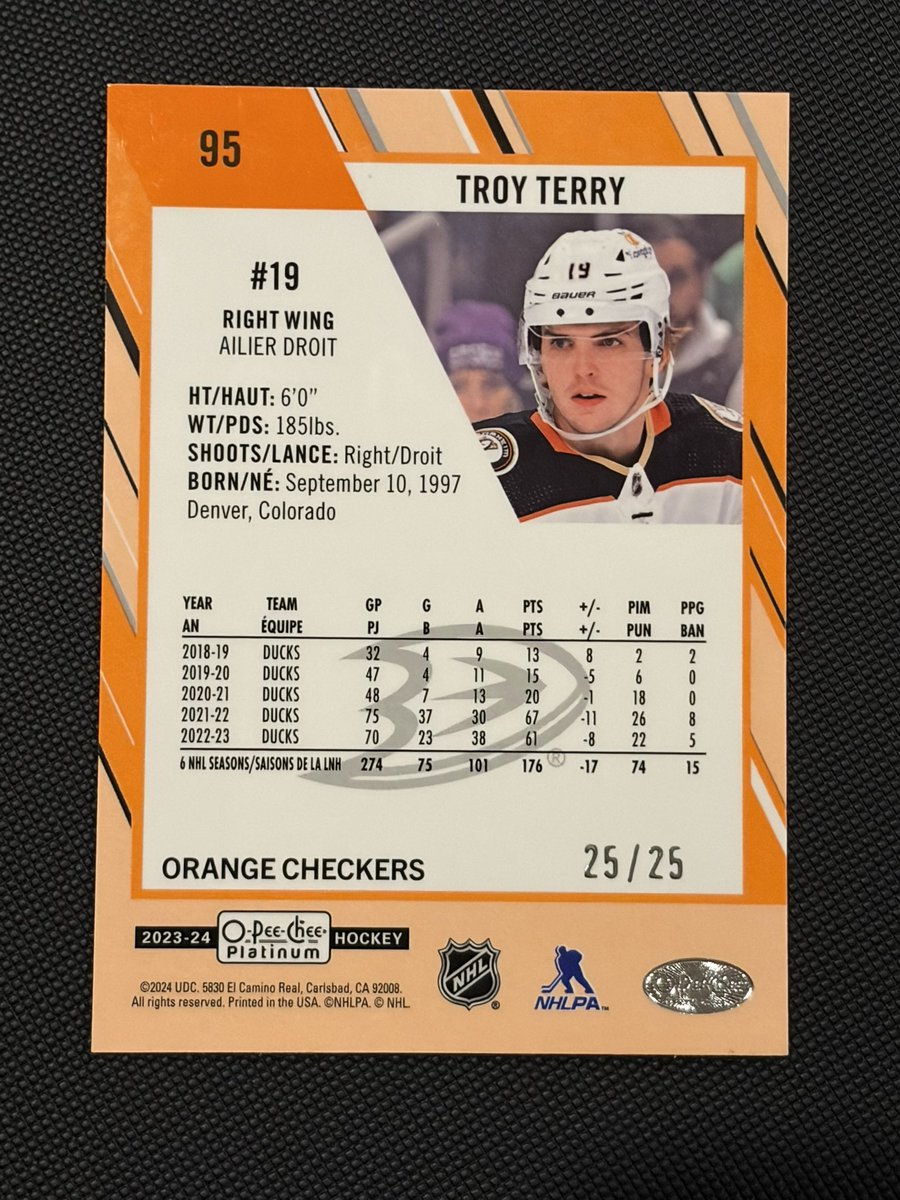 95
TROY TERRY
19
BAUER
#19
RIGHT WING
AILIER DROIT
HT/HAUT: 6'0"
WT/PDS: 185lbs.
SHOOTS/LANCE: Right/Droit
BORN/NÉ: September 10, 1997
Denver, Colorado
YEAR TEAM GP G A PTS +/- PIM PPG
AN ÉQUIPE PJ B A PTS +/- PUN BAN
2018-19 DUCKS 32 4 9 13 8 2 2
2019-20 DUCKS 47 4 11 15 -5 6 0
2020-21 DUCKS 48 7 13 20 -1 18 0
2021-22 DUCKS 75 37 30 67 -11 26 8
2022-23 DUCKS 70 23 38 61 -8 22 5
6 NHL SEASONS/SAISONS DE LA LNH 274 75 101 176 -17 74 15
®
ORANGE CHECKERS
25/25
2023-24 O-Pee-Chee Platinum HOCKEY
©2024 UDC. 5830 El Camino Real, Carlsbad, CA 92008.
All rights reserved. Printed in the USA. ©NHLPA. © NHL.
NHL ®
NHLPA™
O-Pee-Chee